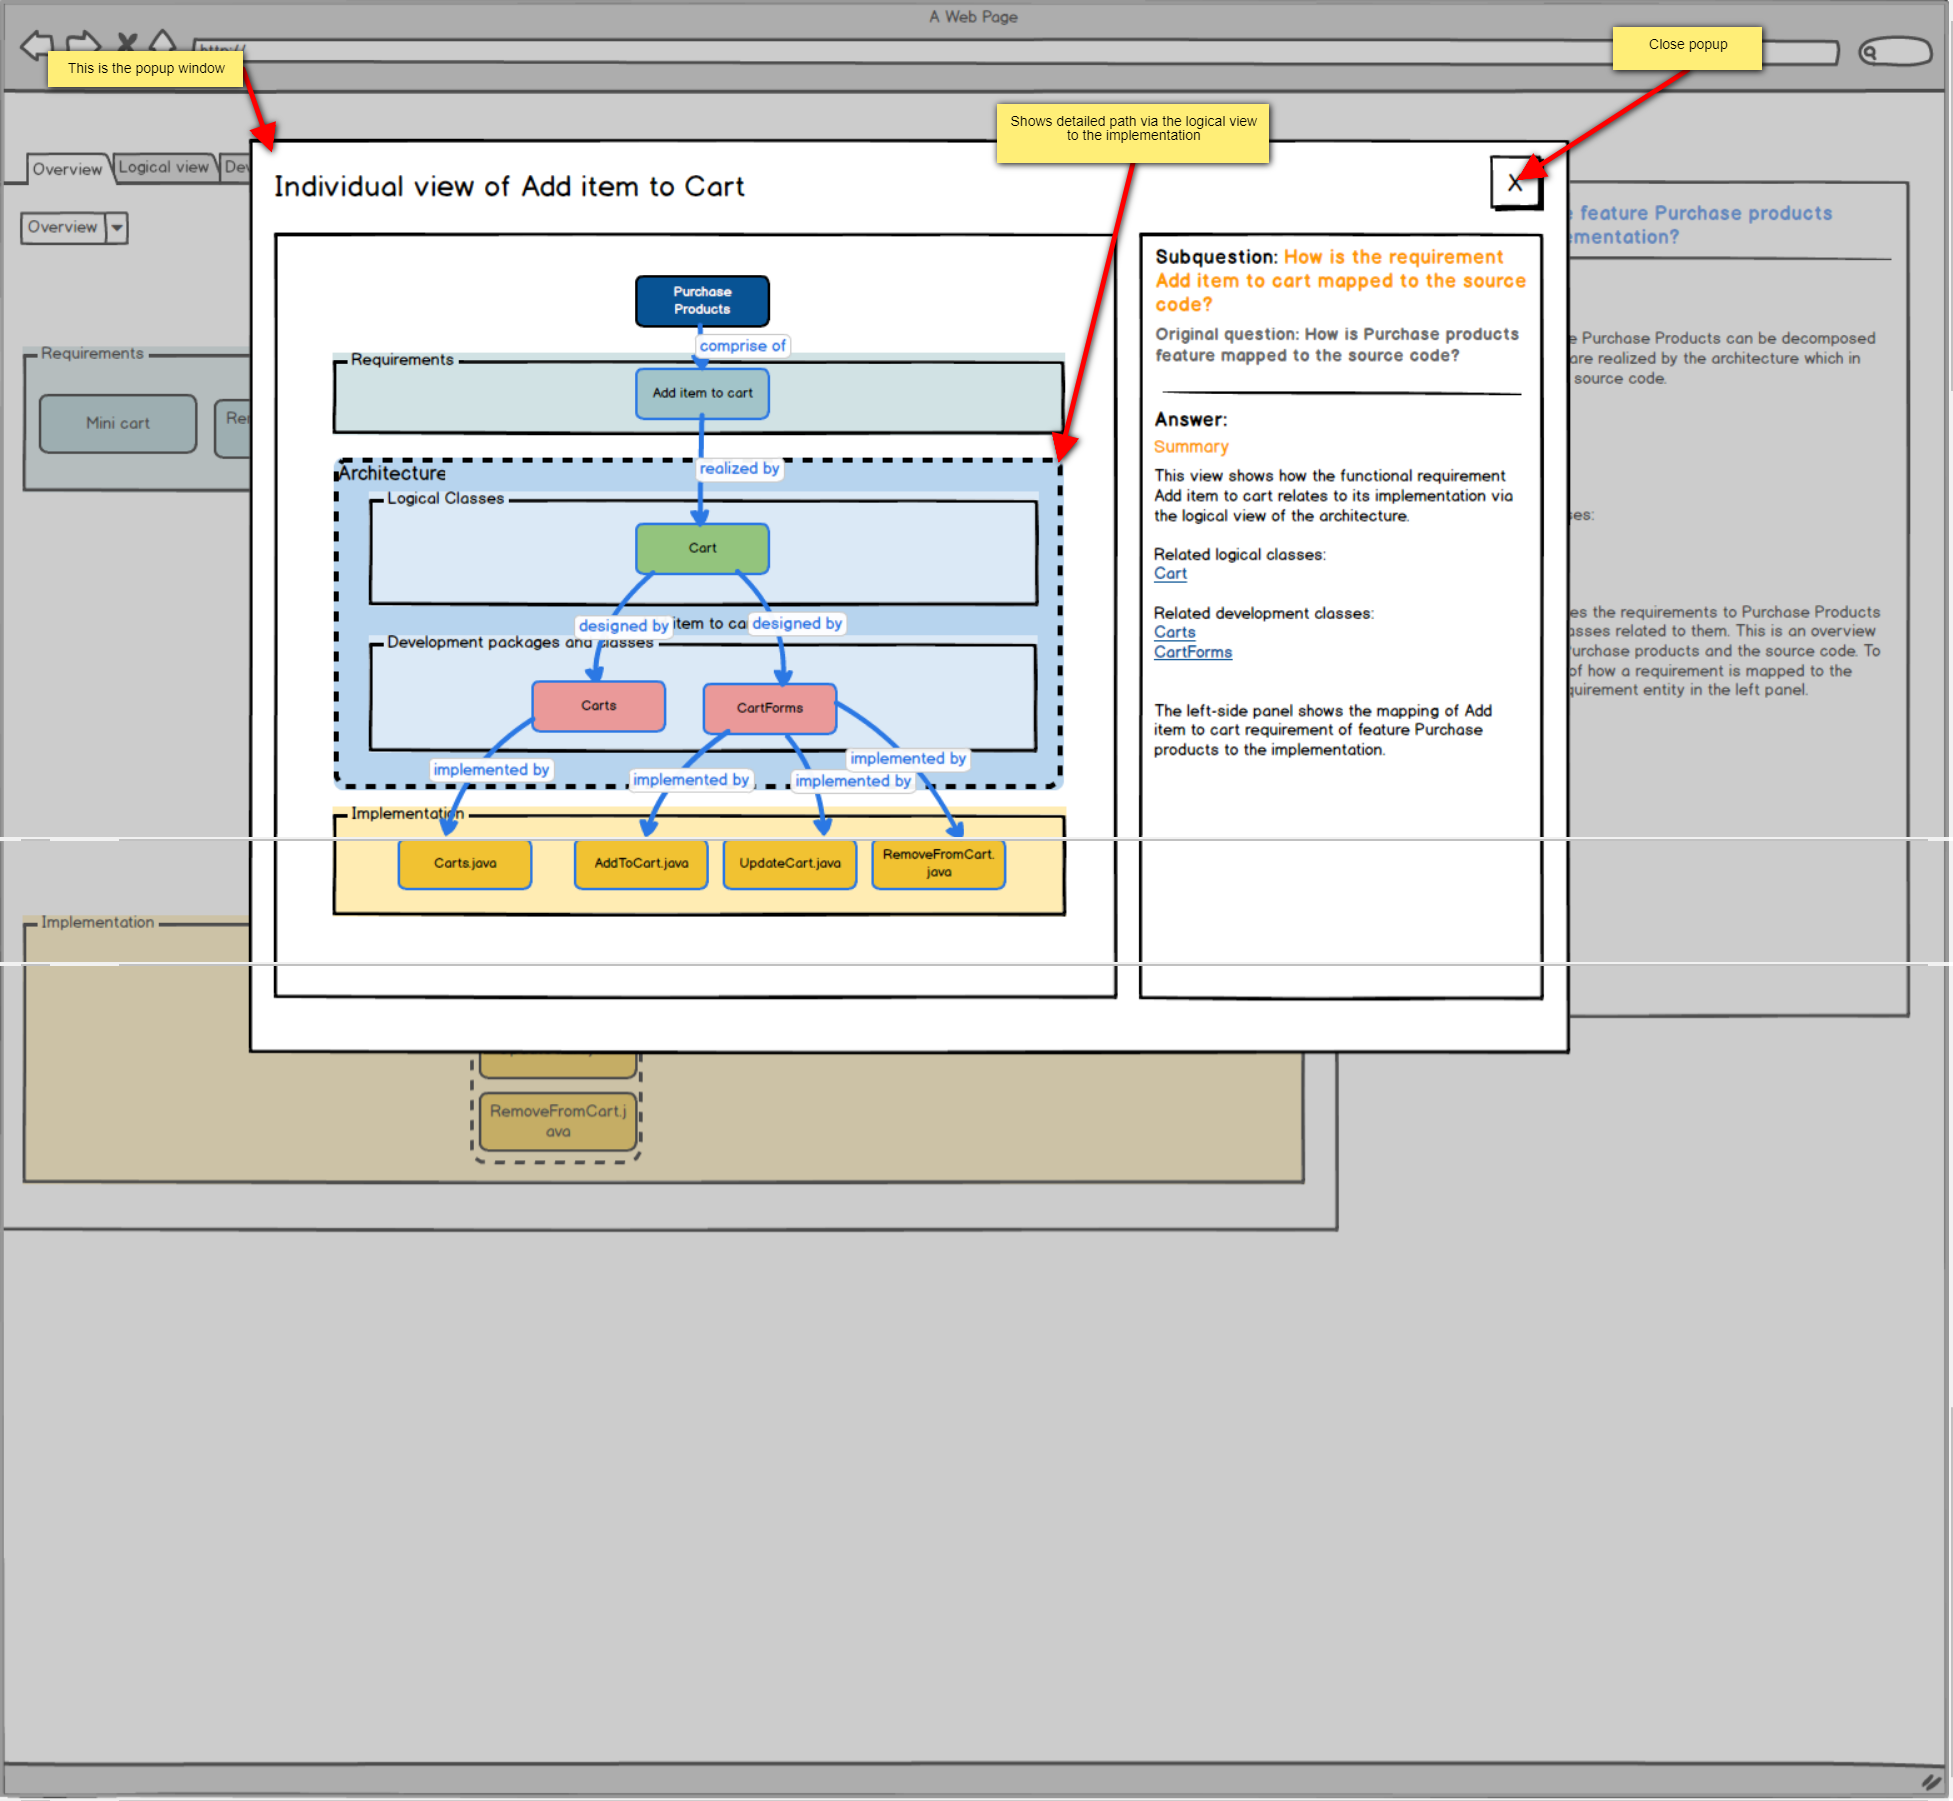 A Web Page
http://
This is the popup window
Close popup
Shows detailed path via the logical view
to the implementation
Overview
Logical view
Dev
Overview
Individual view of Add item to Cart
X
feature Purchase products
mentation?
Purchase
Products
comprise of
Requirements
Add item to cart
realized by
Architecture
Logical Classes
Cart
designed by
item to ca
designed by
Development packages and classes
Carts
CartForms
implemented by
implemented by
implemented by
implemented by
Implementation
Carts.java
AddToCart.java
UpdateCart.java
RemoveFromCart.
java
Subquestion: How is the requirement
Add item to cart mapped to the source
code?
Original question: How is Purchase products
feature mapped to the source code?
Answer:
Summary
This view shows how the functional requirement
Add item to cart relates to its implementation via
the logical view of the architecture.
Related logical classes:
Cart
Related development classes:
Carts
CartForms
The left-side panel shows the mapping of Add
item to cart requirement of feature Purchase
products to the implementation.
Requirements
Mini cart
Rem
e Purchase Products can be decomposed
are realized by the architecture which in
source code.
ses:
es the requirements to Purchase Products
asses related to them. This is an overview
urchase products and the source code. To
of how a requirement is mapped to the
quirement entity in the left panel.
Implementation
RemoveFromCart.j
ava